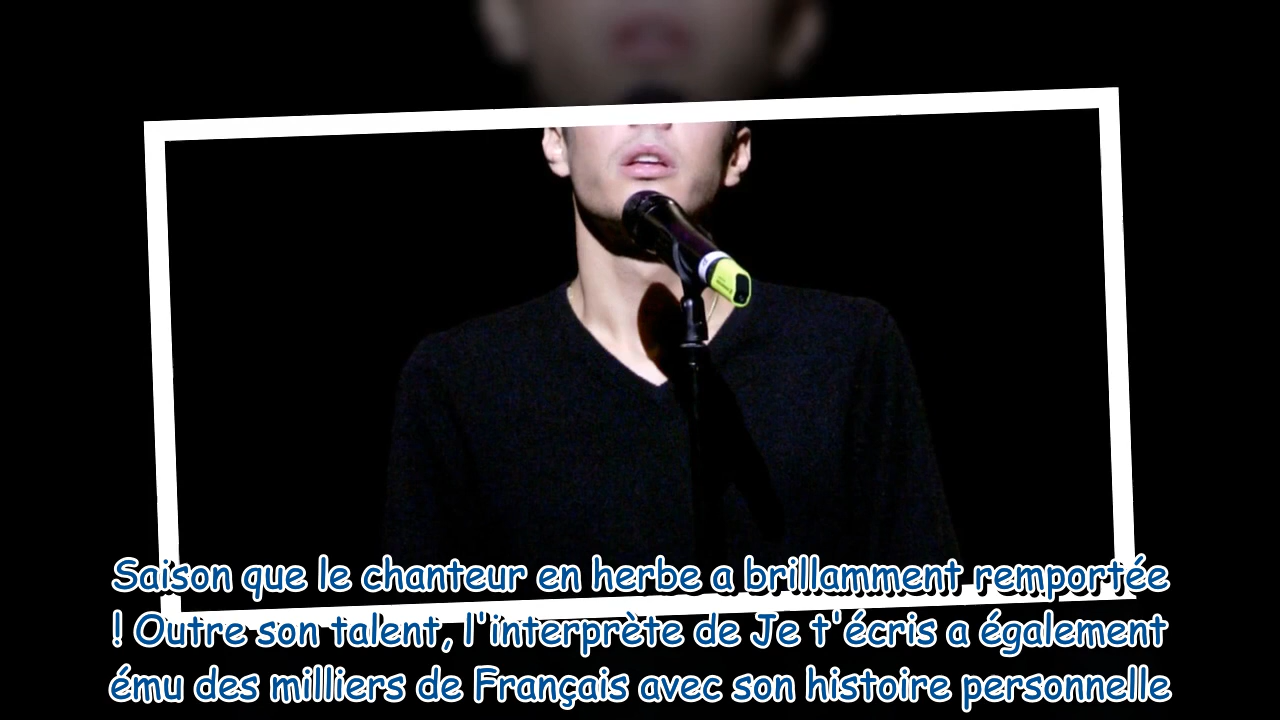 Saison que le chanteur en herbe a brillamment remportée
! Outre son talent, l'interprète de Je t'écris a également
ému des milliers de Français avec son histoire personnelle